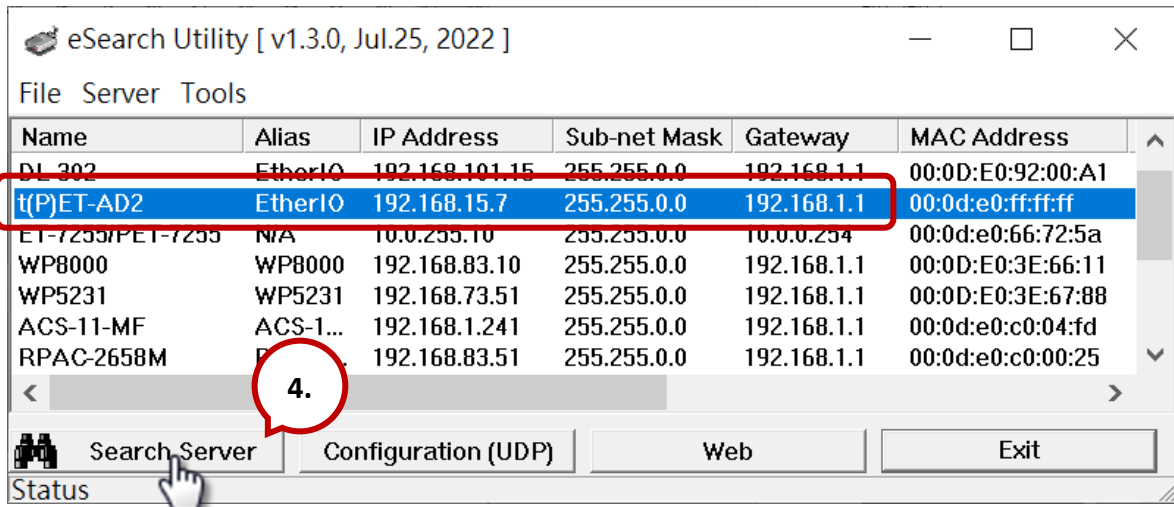 eSearch Utility [ v1.3.0, Jul.25, 2022 ]
File Server Tools
Name Alias IP Address Sub-net Mask Gateway MAC Address
DL-302 EtherIO 192.168.101.15 255.255.0.0 192.168.1.1 00:0D:E0:92:00:A1
t(P)ET-AD2 EtherIO 192.168.15.7 255.255.0.0 192.168.1.1 00:0d:e0:ff:ff:ff
ET-7255/PET-7255 N/A 10.0.255.10 255.255.0.0 10.0.0.254 00:0d:e0:66:72:5a
WP8000 WP8000 192.168.83.10 255.255.0.0 192.168.1.1 00:0D:E0:3E:66:11
WP5231 WP5231 192.168.73.51 255.255.0.0 192.168.1.1 00:0D:E0:3E:67:88
ACS-11-MF ACS-1... 192.168.1.241 255.255.0.0 192.168.1.1 00:0d:e0:c0:04:fd
RPAC-2658M 192.168.83.51 255.255.0.0 192.168.1.1 00:0d:e0:c0:00:25
4.
Search Server Configuration (UDP) Web Exit
Status